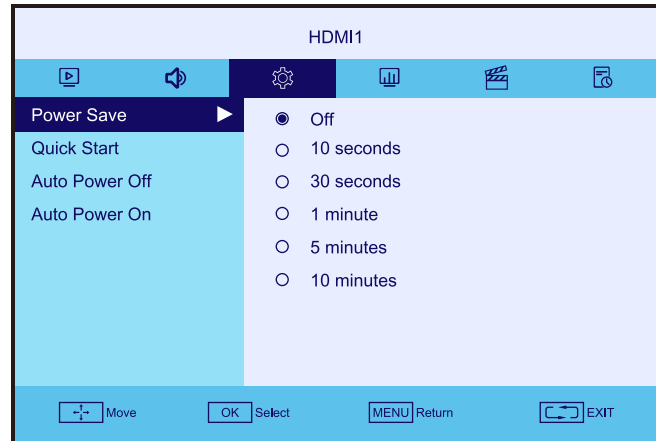 HDMI1
Power Save
Off
Quick Start
10 seconds
Auto Power Off
30 seconds
Auto Power On
1 minute
5 minutes
10 minutes
Move
OK Select
MENU Return
EXIT